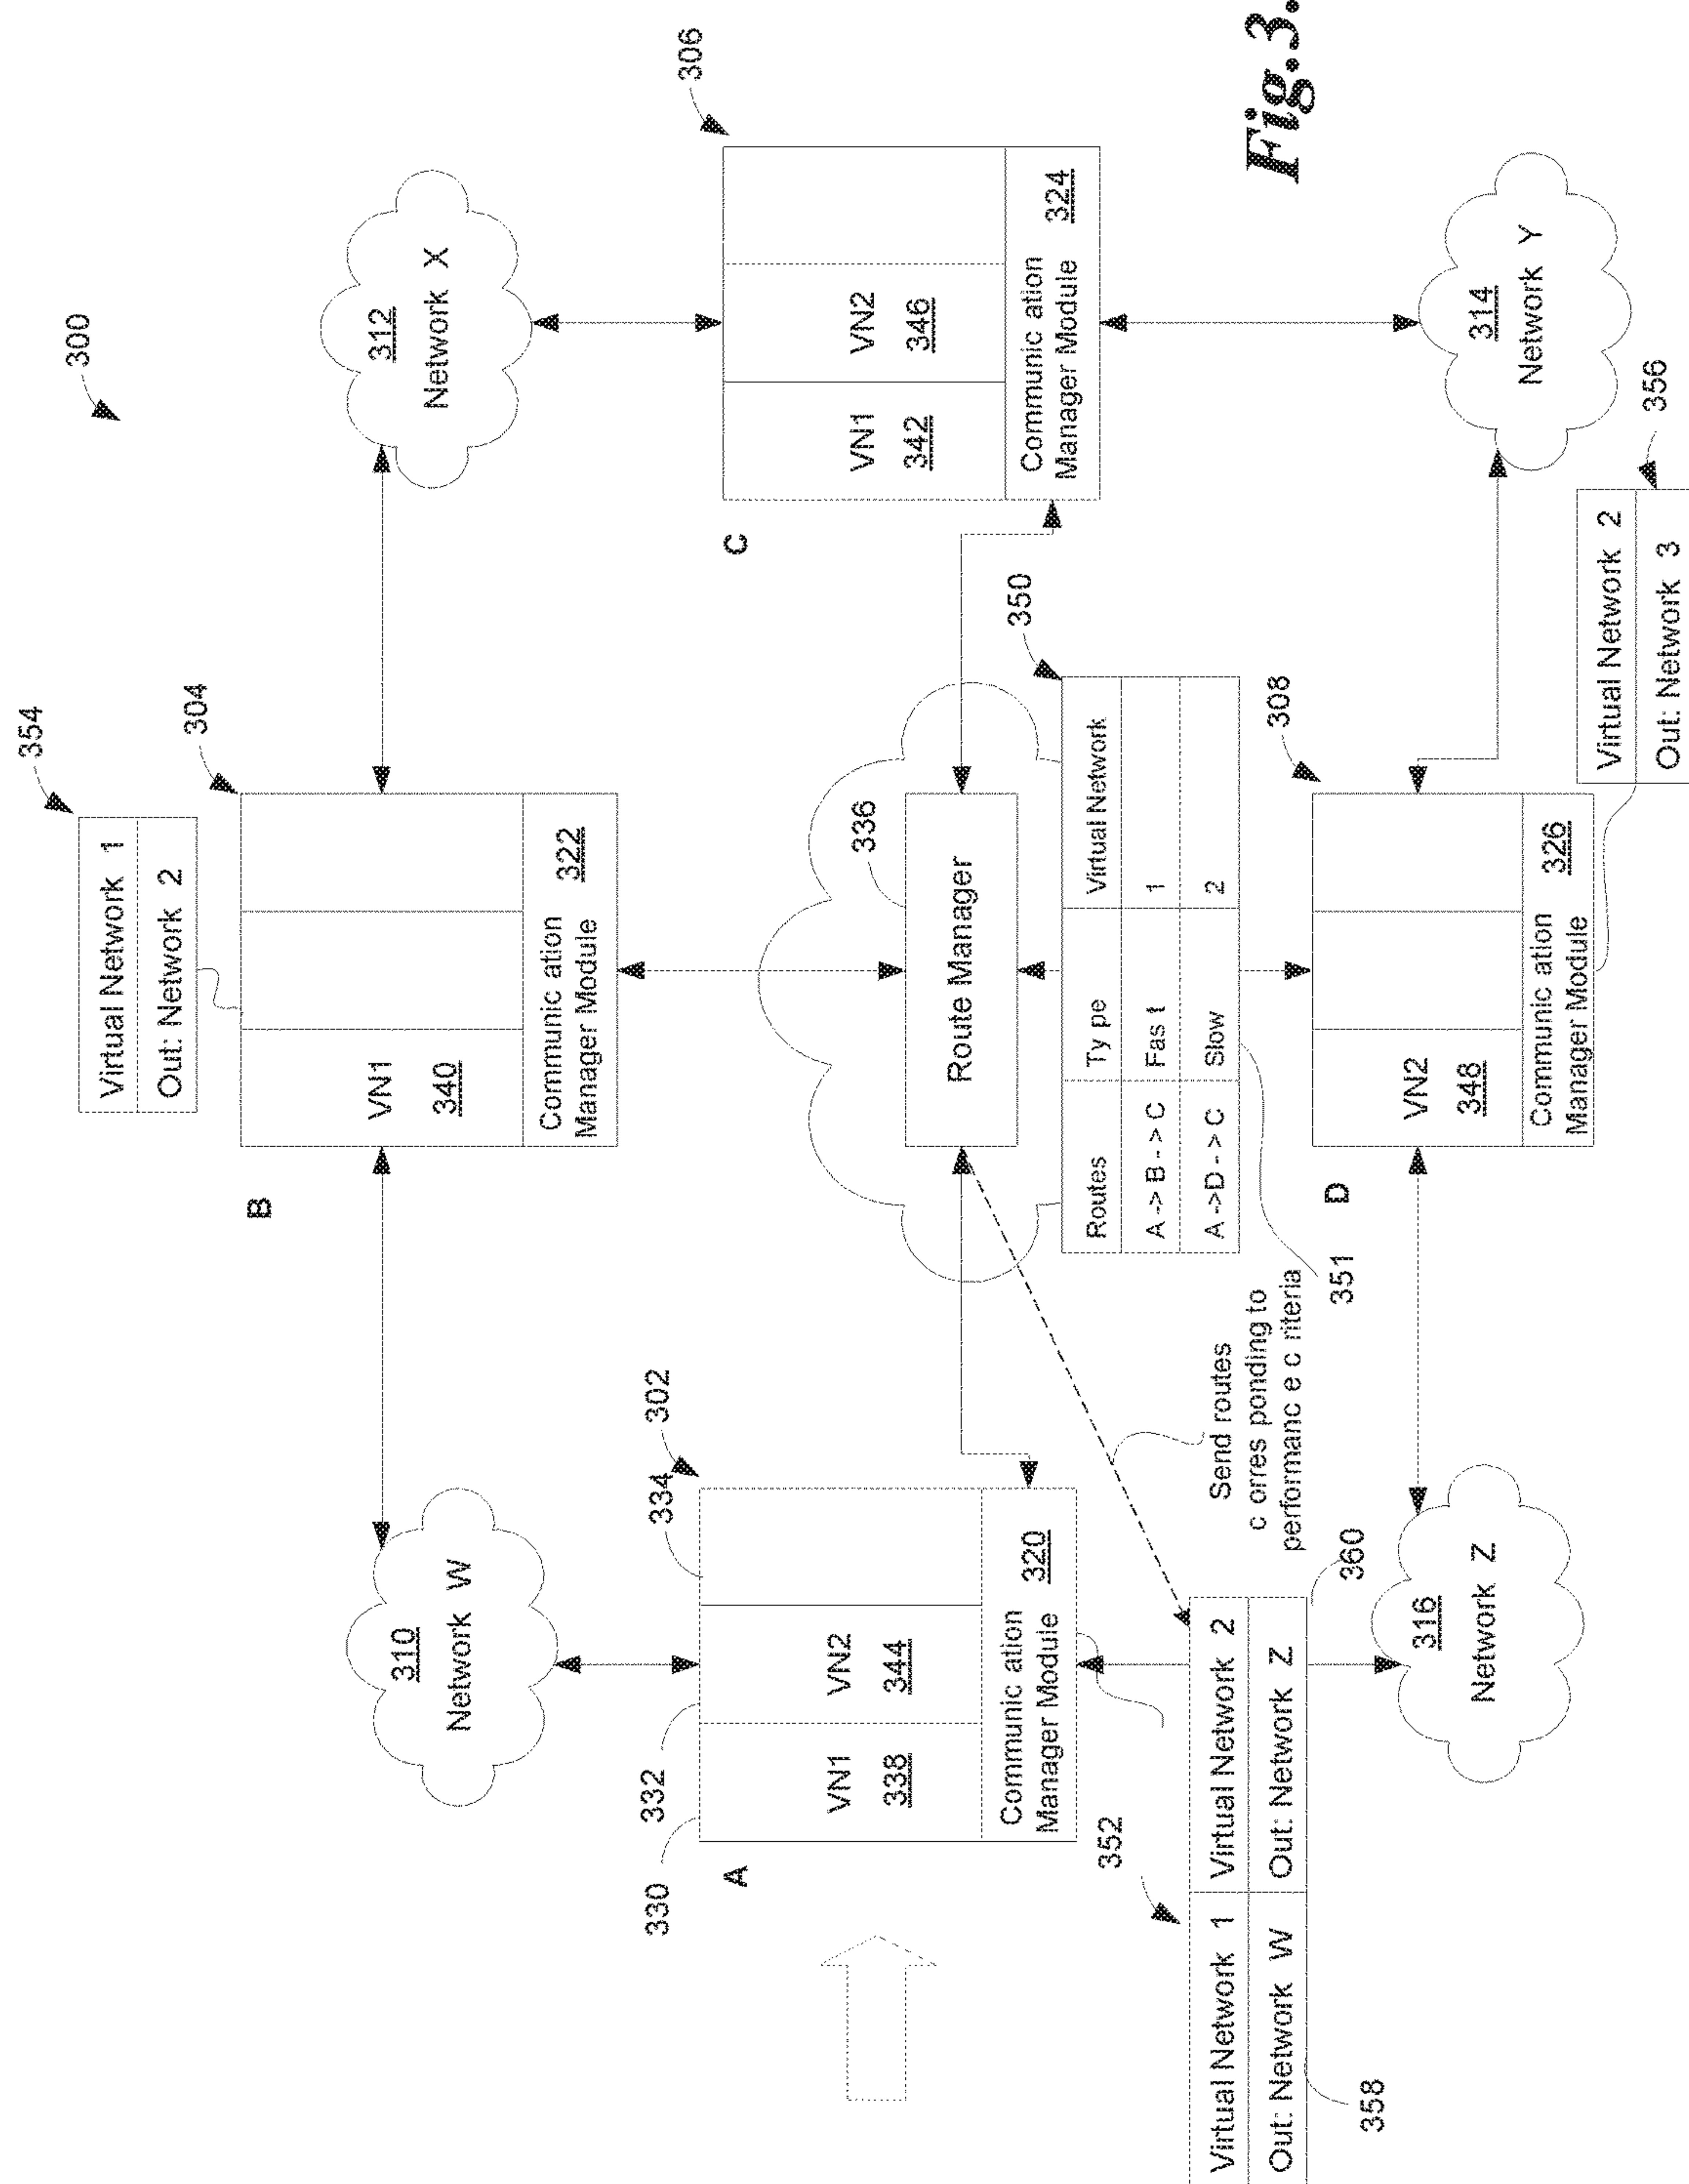 300
354
Virtual Network 1
Out: Network 2
304
B
VN1
340
Communic ation
Manager Module
322
310
Network W
312
Network X
302
330
332
334
A
VN1
338
VN2
344
Communic ation
Manager Module
320
336
Route Manager
350
Routes
Ty pe
Virtual Network
A -> B - -> C
Fas t
1
A ->D - -> C
Slow
2
351
306
C
VN1
342
VN2
346
Communic ation
Manager Module
324
352
Virtual Network 1
Virtual Network 2
Out: Network W
Out: Network Z
358
360
Send routes
c orres ponding to
performanc e c riteria
316
Network Z
308
D
VN2
348
Communic ation
Manager Module
326
314
Network Y
356
Virtual Network 2
Out: Network 3
Fig.3.